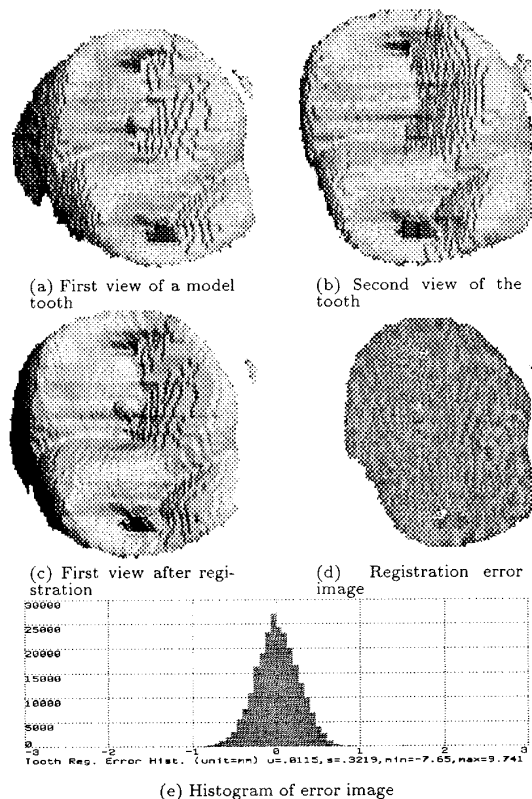 (a) First view of a model
tooth
(b) Second view of the
tooth
(c) First view after regi-
stration
(d) Registration error
image
30000
25000
20000
15000
10000
5000
0
-3 -2 -1 0 1 2 3
Tooth Reg. Error Hist. (unit=mm) u=.0115,s=.3219,min=-7.65,max=9.741
(e) Histogram of error image